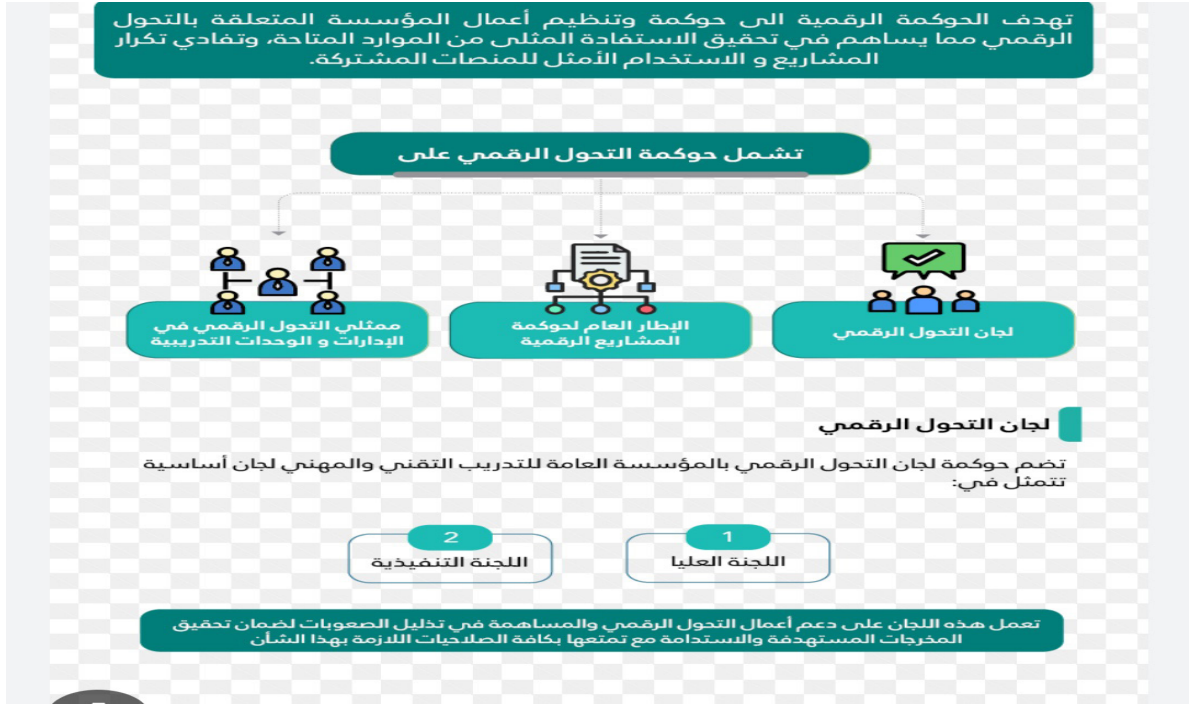 تهدف الحوكمة الرقمية الى حوكمة وتنظيم أعمال المؤسسة المتعلقة بالتحول
الرقمي مما يساهم في تحقيق الاستفادة المثلى من الموارد المتاحة، وتفادي تكرار
المشاريع و الاستخدام الأمثل للمنصات المشتركة.
تشمل حوكمة التحول الرقمي على
لجان التحول الرقمي
الإطار العام لحوكمة
المشاريع الرقمية
ممثلي التحول الرقمي في
الإدارات و الوحدات التدريبية
لجان التحول الرقمي
تضم حوكمة لجان التحول الرقمي بالمؤسسة العامة للتدريب التقني والمهني لجان أساسية
تتمثل في:
1
اللجنة العليا
2
اللجنة التنفيذية
تعمل هذه اللجان على دعم أعمال التحول الرقمي والمساهمة في تذليل الصعوبات لضمان تحقيق
المخرجات المستهدفة والاستدامة مع تمتعها بكافة الصلاحيات اللازمة بهذا الشأن